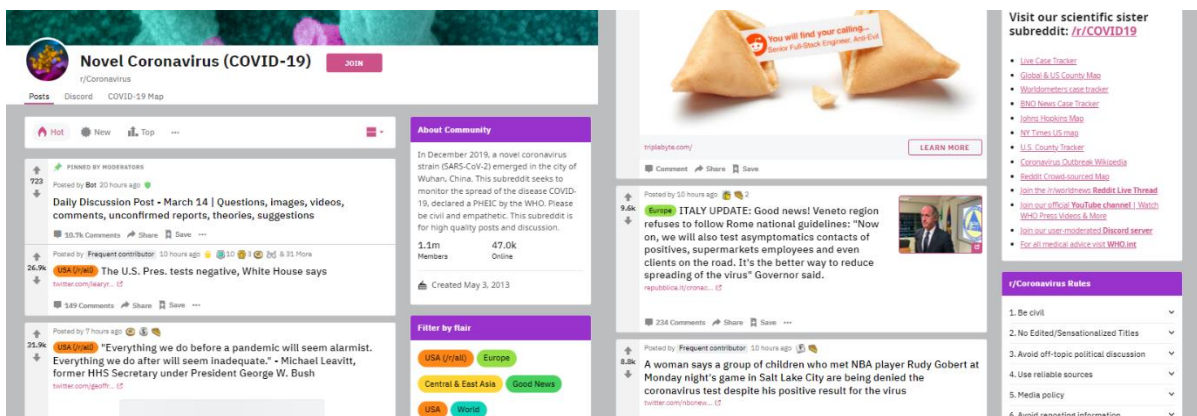 Novel Coronavirus (COVID-19)
JOIN
r/Coronavirus
Posts Discord COVID-19 Map
Hot New Top ...
PINNED BY MODERATORS
723
Posted by Bot 20 hours ago
Daily Discussion Post - March 14 | Questions, images, videos,
comments, unconfirmed reports, theories, suggestions
10.7k Comments Share Save ...
26.9k
Posted by Frequent contributor 10 hours ago 10 3 & 31 More
USA (/r/all) The U.S. Pres. tests negative, White House says
twitter.com/learyr...
149 Comments Share Save ...
21.9k
Posted by 7 hours ago
USA (/r/all) "Everything we do before a pandemic will seem alarmist.
Everything we do after will seem inadequate." - Michael Leavitt,
former HHS Secretary under President George W. Bush
twitter.com/geoffr...
About Community
In December 2019, a novel coronavirus
strain (SARS-CoV-2) emerged in the city of
Wuhan, China. This subreddit seeks to
monitor the spread of the disease COVID-
19, declared a PHEIC by the WHO. Please
be civil and empathetic. This subreddit is
for high quality posts and discussion.
1.1m 47.0k
Members Online
Created May 3, 2013
Filter by flair
USA (/r/all) Europe
Central & East Asia Good News
USA World
You will find your calling...
Senior Full-Stack Engineer, Anti-Evil
triplebyte.com/
LEARN MORE
Comment Share Save
9.6k
Posted by 10 hours ago 2
Europe ITALY UPDATE: Good news! Veneto region
refuses to follow Rome national guidelines: "Now
on, we will also test asymptomatics contacts of
positives, supermarkets employees and even
clients on the road. It's the better way to reduce
spreading of the virus" Governor said.
repubblica.it/cronac...
234 Comments Share Save ...
8.8k
Posted by Frequent contributor 10 hours ago
A woman says a group of children who met NBA player Rudy Gobert at
Monday night's game in Salt Lake City are being denied the
coronavirus test despite his positive result for the virus
twitter.com/nbcnew...
Visit our scientific sister
subreddit: /r/COVID19
Live Case Tracker
Global & US County Map
Worldometers case tracker
BNO News Case Tracker
Johns Hopkins Map
NY Times US map
U.S. County Tracker
Coronavirus Outbreak Wikipedia
Reddit Crowd-sourced Map
Join the /r/worldnews Reddit Live Thread
Join our official YouTube channel | Watch
WHO Press Videos & More
Join our user-moderated Discord server
For all medical advice visit WHO.int
r/Coronavirus Rules
1. Be civil
2. No Edited/Sensationalized Titles
3. Avoid off-topic political discussion
4. Use reliable sources
5. Media policy
6. Avoid reposting information